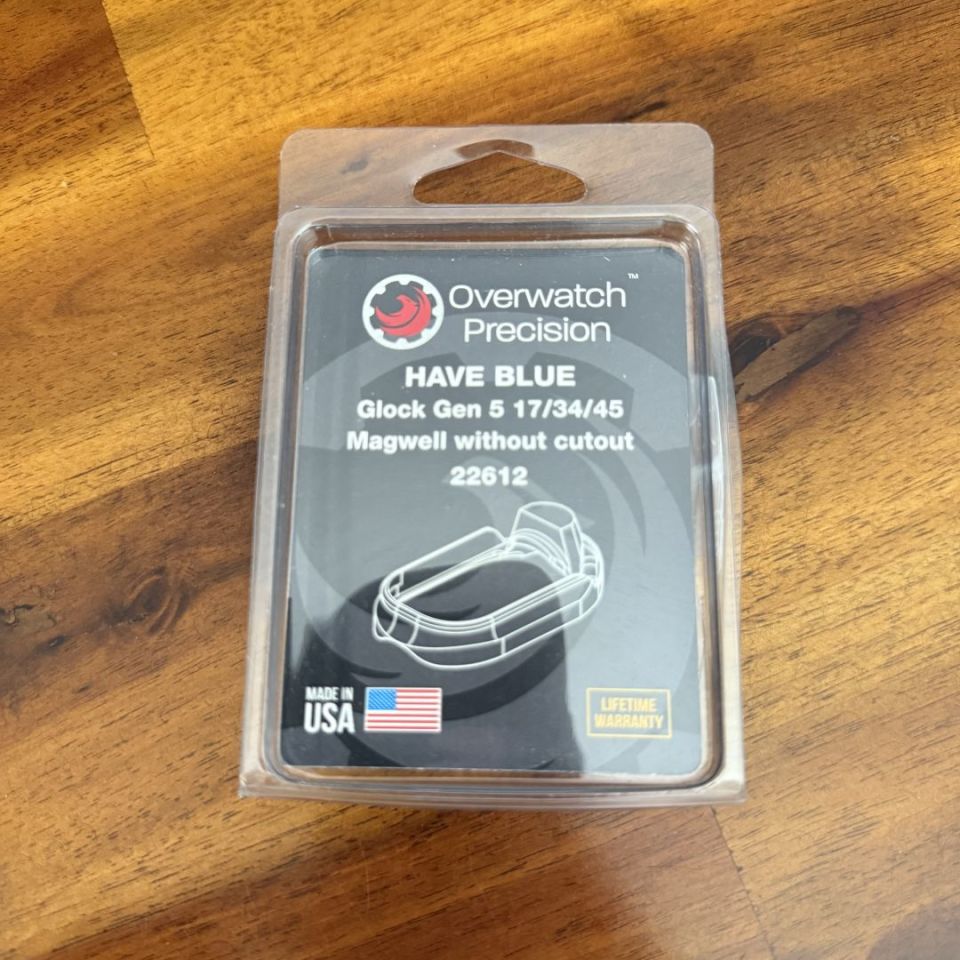 Overwatch™
Precision
HAVE BLUE
Glock Gen 5 17/34/45
Magwell without cutout
22612
MADE IN
USA
LIFETIME
WARRANTY